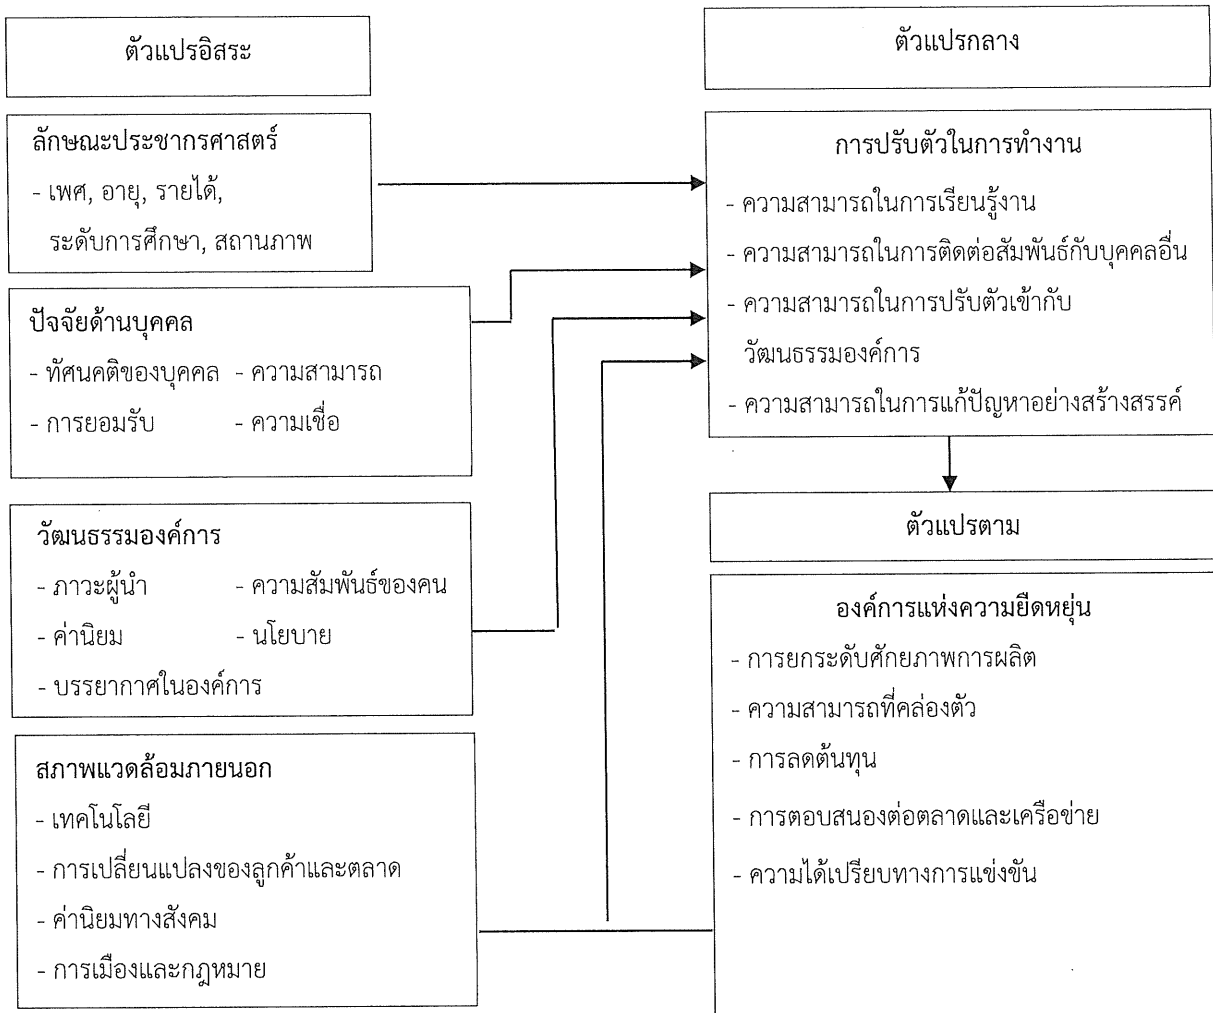 ตัวแปรอิสระ
ลักษณะประชากรศาสตร์
- เพศ, อายุ, รายได้,
ระดับการศึกษา, สถานภาพ
ปัจจัยด้านบุคคล
- ทัศนคติของบุคคล - ความสามารถ
- การยอมรับ - ความเชื่อ
วัฒนธรรมองค์การ
- ภาวะผู้นำ - ความสัมพันธ์ของคน
- ค่านิยม - นโยบาย
- บรรยากาศในองค์การ
สภาพแวดล้อมภายนอก
- เทคโนโลยี
- การเปลี่ยนแปลงของลูกค้าและตลาด
- ค่านิยมทางสังคม
- การเมืองและกฎหมาย
ตัวแปรกลาง
การปรับตัวในการทำงาน
- ความสามารถในการเรียนรู้งาน
- ความสามารถในการติดต่อสัมพันธ์กับบุคคลอื่น
- ความสามารถในการปรับตัวเข้ากับ
วัฒนธรรมองค์การ
- ความสามารถในการแก้ปัญหาอย่างสร้างสรรค์
ตัวแปรตาม
องค์การแห่งความยืดหยุ่น
- การยกระดับศักยภาพการผลิต
- ความสามารถที่คล่องตัว
- การลดต้นทุน
- การตอบสนองต่อตลาดและเครือข่าย
- ความได้เปรียบทางการแข่งขัน